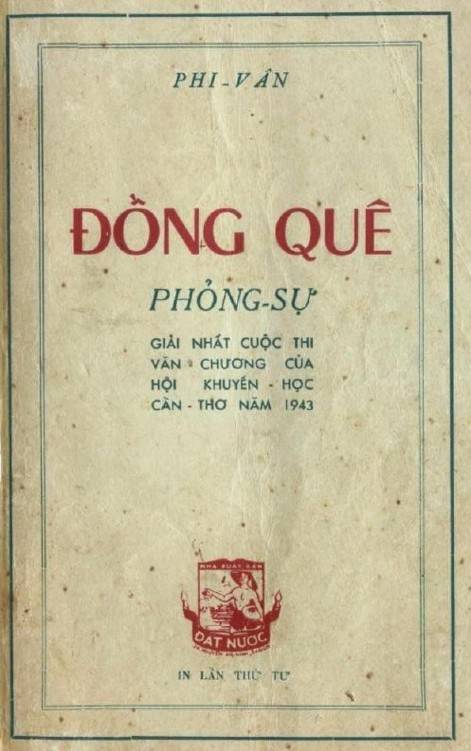 PHI-VÂN
ĐỒNG QUÊ
PHỎNG-SỰ
GIẢI NHẤT CUỘC THI
VĂN CHƯƠNG CỦA
HỘI KHUYẾN - HỌC
CẦN - THƠ NĂM 1943
NHÀ XUẤT BẢN
ĐẤT NƯỚC
IN LẦN THỨ TƯ